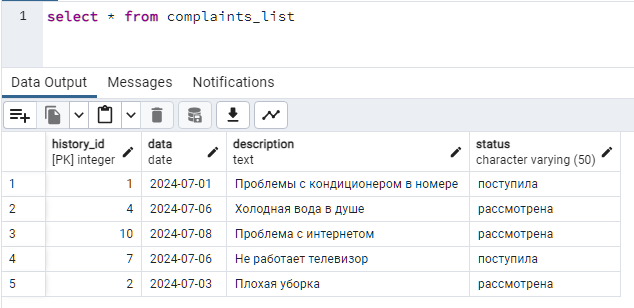 1 select * from complaints_list
Data Output Messages Notifications
history_id data description status
[PK] integer date text character varying (50)
1 1 2024-07-01 Проблемы с кондиционером в номере поступила
2 4 2024-07-06 Холодная вода в душе рассмотрена
3 10 2024-07-08 Проблема с интернетом рассмотрена
4 7 2024-07-06 Не работает телевизор поступила
5 2 2024-07-03 Плохая уборка рассмотрена